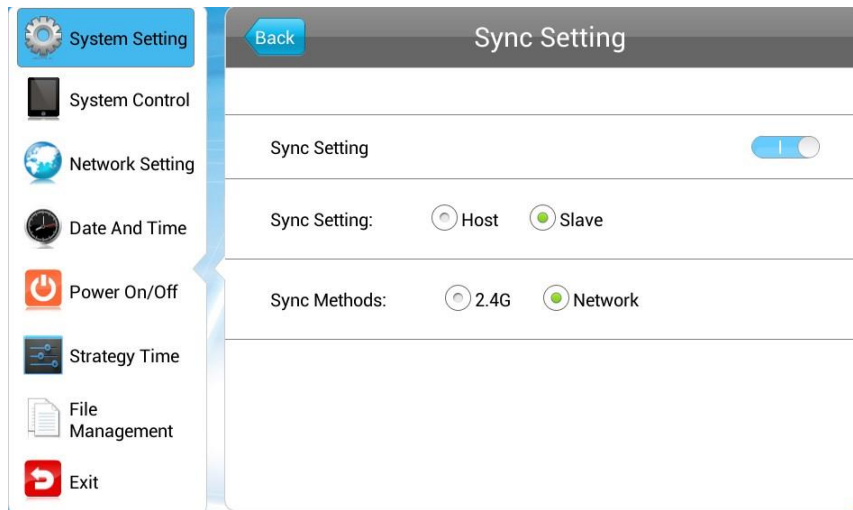 System Setting
System Control
Network Setting
Date And Time
Power On/Off
Strategy Time
File
Management
Exit
Back
Sync Setting
Sync Setting
Sync Setting: Host Slave
Sync Methods: 2.4G Network